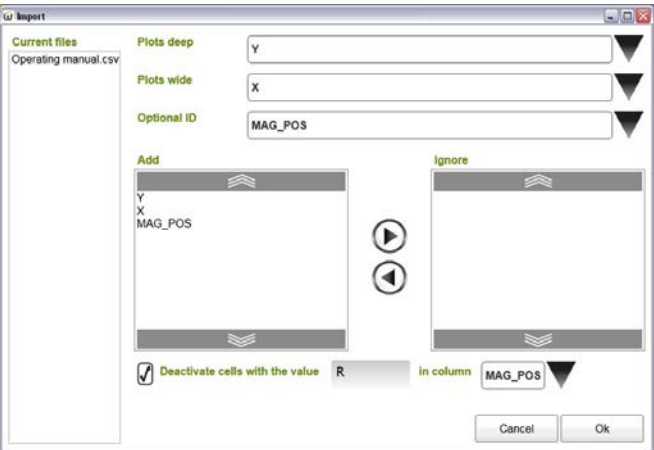 Import
Current files
Operating manual.csv
Plots deep
Y
Plots wide
X
Optional ID
MAG_POS
Add
Ignore
Y
X
MAG_POS
Deactivate cells with the value R in column MAG_POS
Cancel Ok